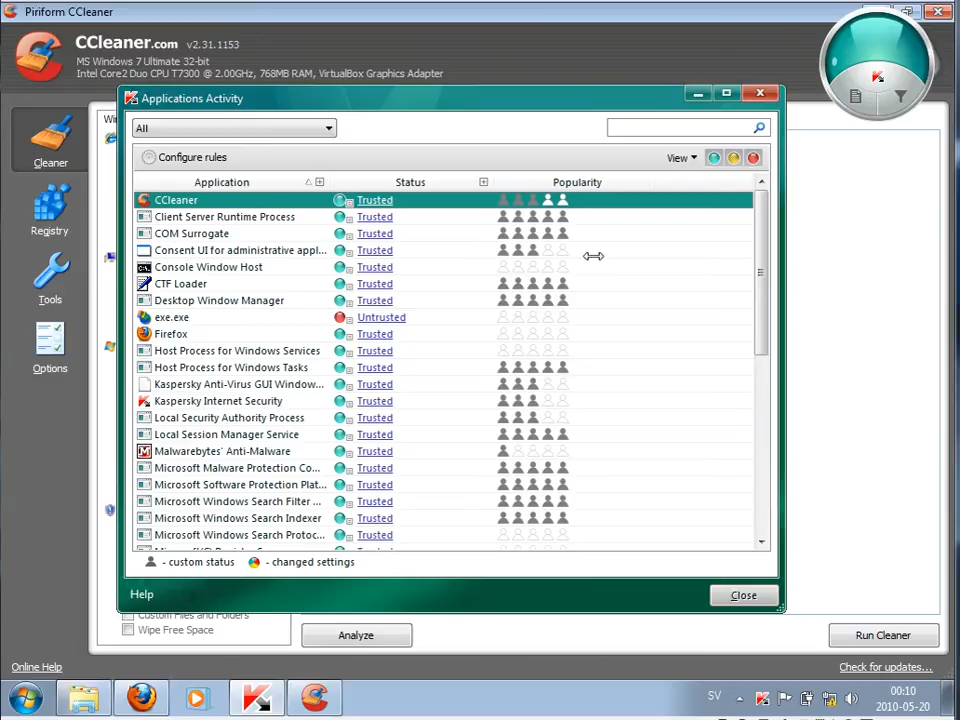 Piriform CCleaner
CCleaner.com v2.31.1153
MS Windows 7 Ultimate 32-bit
Intel Core2 Duo CPU T7300 @ 2.00GHz, 768MB RAM, VirtualBox Graphics Adapter
Cleaner
Registry
Tools
Options
Applications Activity
All
Configure rules
View
Application Status Popularity
CCleaner Trusted
Client Server Runtime Process Trusted
COM Surrogate Trusted
Consent UI for administrative appl... Trusted
Console Window Host Trusted
CTF Loader Trusted
Desktop Window Manager Trusted
exe.exe Untrusted
Firefox Trusted
Host Process for Windows Services Trusted
Host Process for Windows Tasks Trusted
Kaspersky Anti-Virus GUI Window... Trusted
Kaspersky Internet Security Trusted
Local Security Authority Process Trusted
Local Session Manager Service Trusted
Malwarebytes' Anti-Malware Trusted
Microsoft Malware Protection Co... Trusted
Microsoft Software Protection Plat... Trusted
Microsoft Windows Search Filter ... Trusted
Microsoft Windows Search Indexer Trusted
Microsoft Windows Search Protoc... Trusted
- custom status - changed settings
Help Close
Custom Files and Folders
Wipe Free Space
Analyze Run Cleaner
Online Help Check for updates...
SV
00:10
2010-05-20